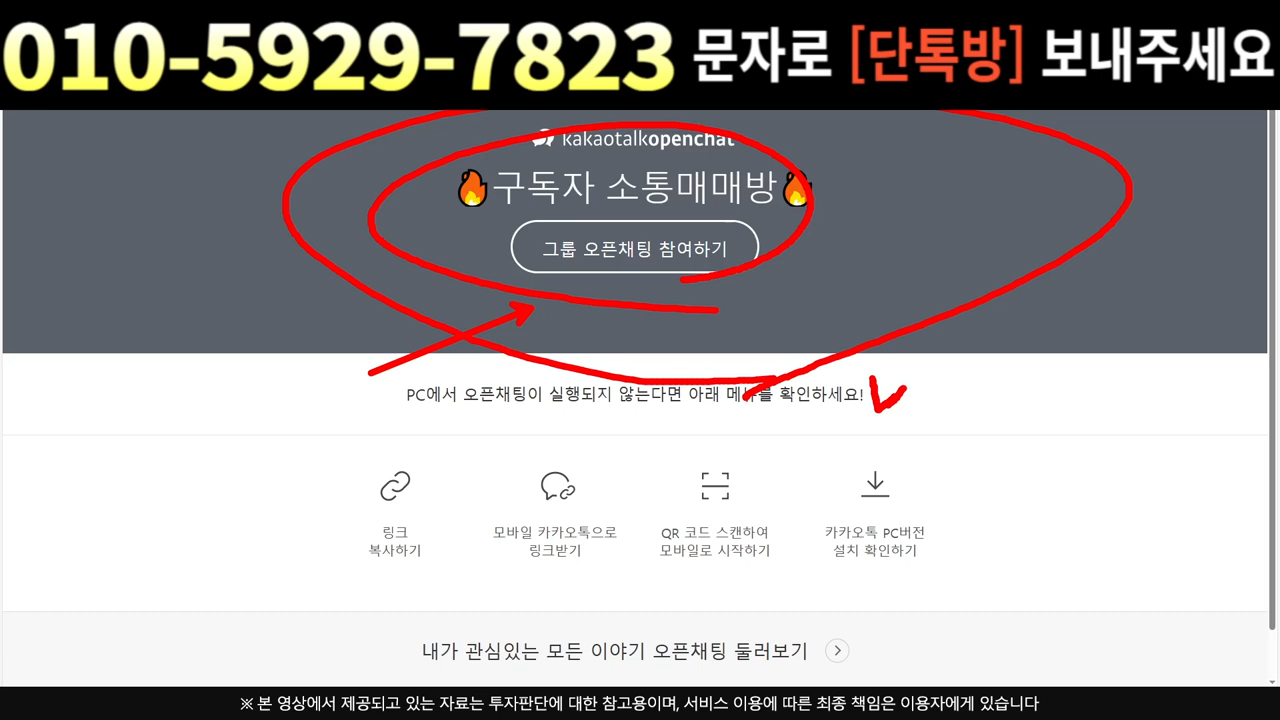 010-5929-7823 문자로 [단톡방] 보내주세요
kakaotalkopenchat
구독자 소통매매방
그룹 오픈채팅 참여하기
PC에서 오픈채팅이 실행되지 않는다면 아래 메뉴를 확인하세요!
링크
복사하기
모바일 카카오톡으로
링크받기
QR 코드 스캔하여
모바일로 시작하기
카카오톡 PC버전
설치 확인하기
내가 관심있는 모든 이야기 오픈채팅 둘러보기
※ 본 영상에서 제공되고 있는 자료는 투자판단에 대한 참고용이며, 서비스 이용에 따른 최종 책임은 이용자에게 있습니다